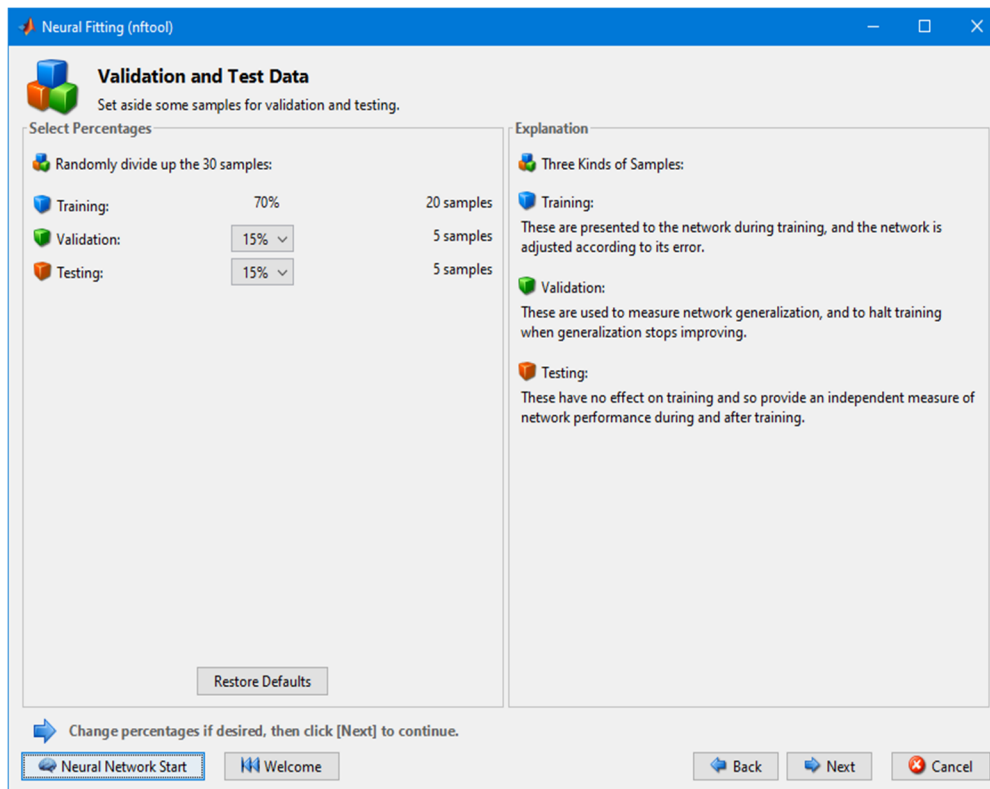 Neural Fitting (nftool)
Validation and Test Data
Set aside some samples for validation and testing.
Select Percentages
Randomly divide up the 30 samples:
Training: 70% 20 samples
Validation: 15% 5 samples
Testing: 15% 5 samples
Restore Defaults
Explanation
Three Kinds of Samples:
Training:
These are presented to the network during training, and the network is
adjusted according to its error.
Validation:
These are used to measure network generalization, and to halt training
when generalization stops improving.
Testing:
These have no effect on training and so provide an independent measure of
network performance during and after training.
Change percentages if desired, then click [Next] to continue.
Neural Network Start Welcome Back Next Cancel